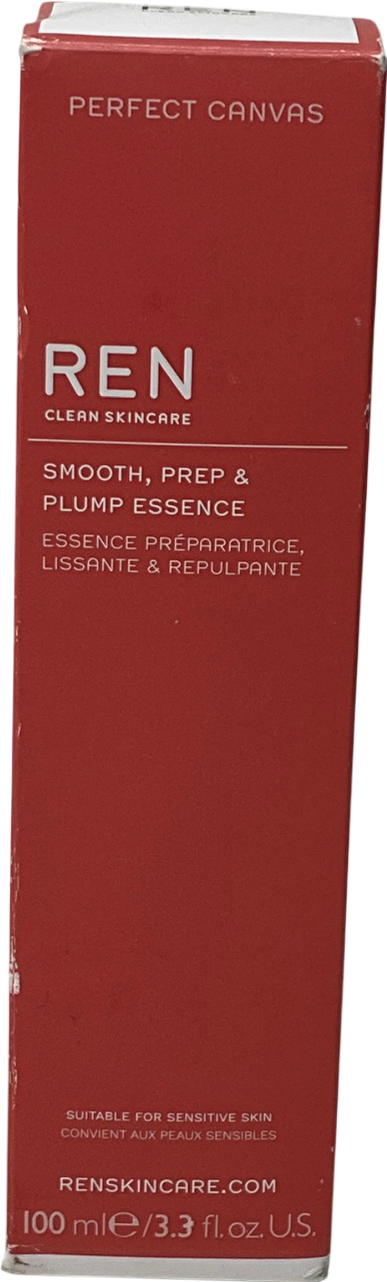 REN
PERFECT CANVAS
REN
CLEAN SKINCARE
SMOOTH, PREP &
PLUMP ESSENCE
ESSENCE PRÉPARATRICE,
LISSANTE & REPULPANTE
SUITABLE FOR SENSITIVE SKIN
CONVIENT AUX PEAUX SENSIBLES
RENSKINCARE.COM
100 ml℮/3.3 fl.oz. U.S.